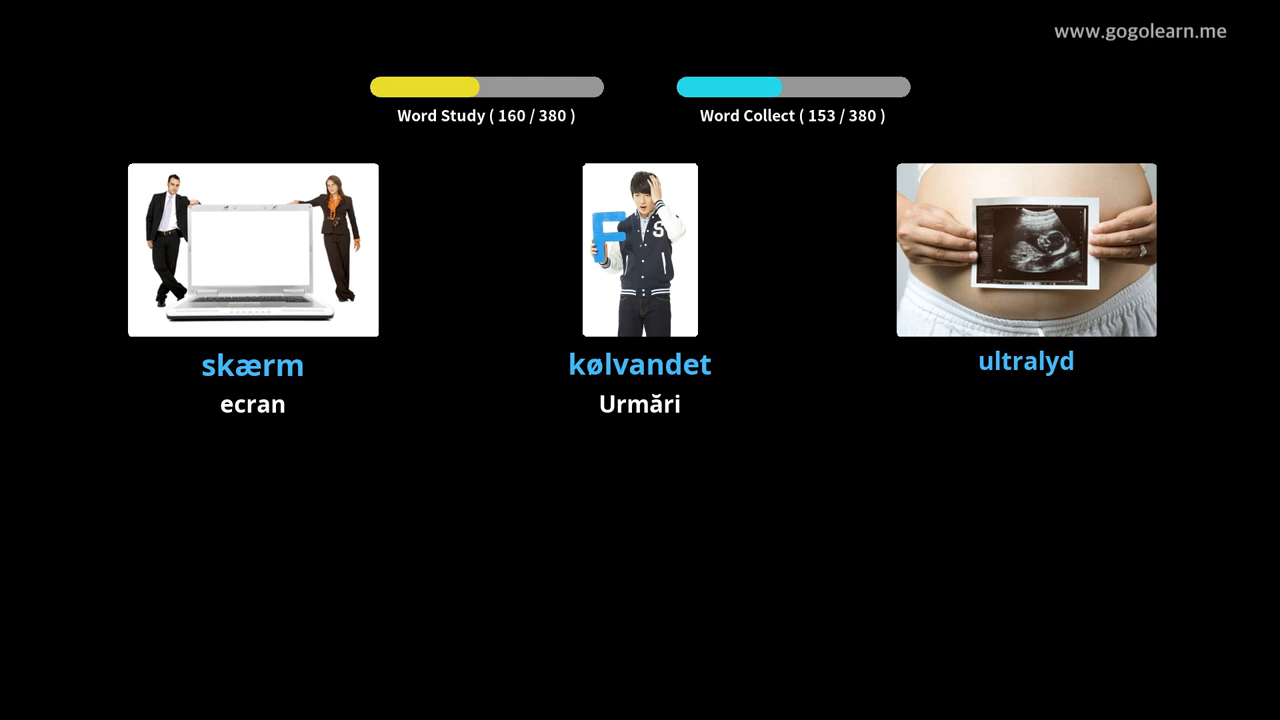 www.gogolearn.me
Word Study ( 160 / 380 )
Word Collect ( 153 / 380 )
F
S
skærm
kølvandet
ultralyd
ecran
Urmări